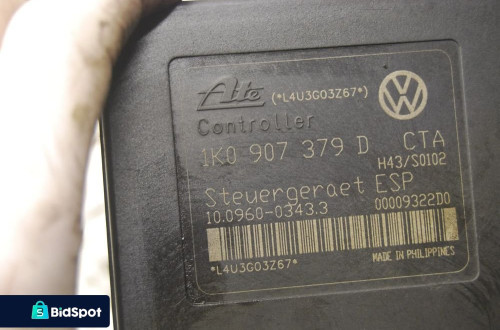 Ate (*L4U3G03Z67*)
Controller
1K0 907 379 D CTA
H43/S0102
Steuergeraet ESP
10.0960-0343.3 00009322D0
*L4U3G03Z67*
MADE IN PHILIPPINES
BidSpot